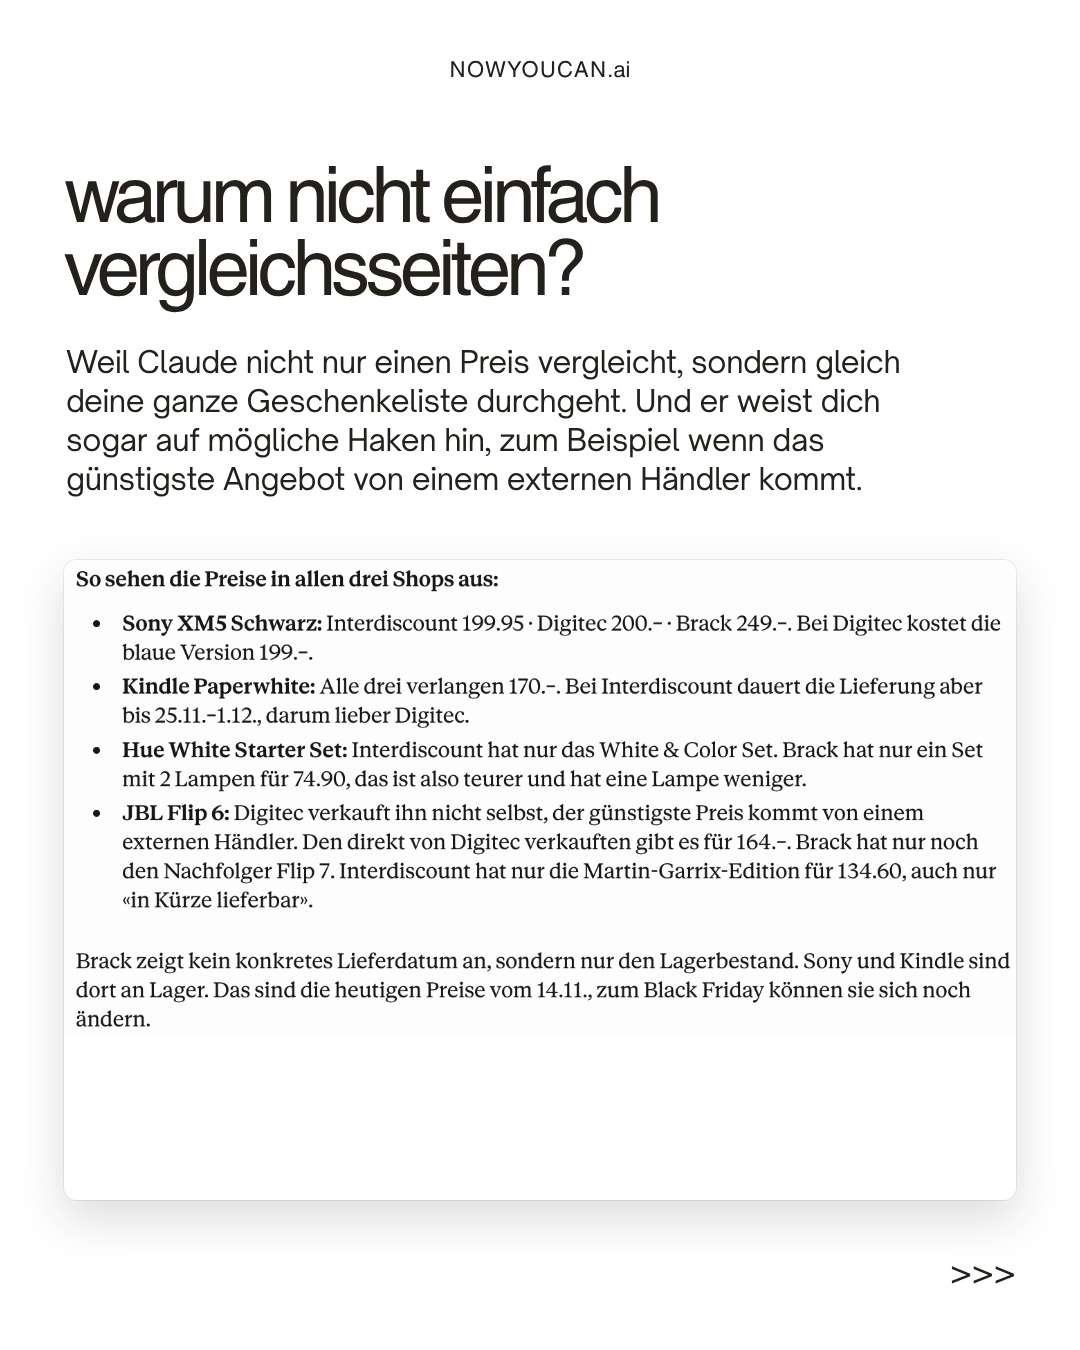 NOWYOUCAN.ai
warum nicht einfach
vergleichsseiten?
Weil Claude nicht nur einen Preis vergleicht, sondern gleich
deine ganze Geschenkeliste durchgeht. Und er weist dich
sogar auf mögliche Haken hin, zum Beispiel wenn das
günstigste Angebot von einem externen Händler kommt.
So sehen die Preise in allen drei Shops aus:
• Sony XM5 Schwarz: Interdiscount 199.95 · Digitec 200.– · Brack 249.–. Bei Digitec kostet die
blaue Version 199.–.
• Kindle Paperwhite: Alle drei verlangen 170.–. Bei Interdiscount dauert die Lieferung aber
bis 25.11.–1.12., darum lieber Digitec.
• Hue White Starter Set: Interdiscount hat nur das White & Color Set. Brack hat nur ein Set
mit 2 Lampen für 74.90, das ist also teurer und hat eine Lampe weniger.
• JBL Flip 6: Digitec verkauft ihn nicht selbst, der günstigste Preis kommt von einem
externen Händler. Den direkt von Digitec verkauften gibt es für 164.–. Brack hat nur noch
den Nachfolger Flip 7. Interdiscount hat nur die Martin-Garrix-Edition für 134.60, auch nur
«in Kürze lieferbar».
Brack zeigt kein konkretes Lieferdatum an, sondern nur den Lagerbestand. Sony und Kindle sind
dort an Lager. Das sind die heutigen Preise vom 14.11., zum Black Friday können sie sich noch
ändern.
>>>